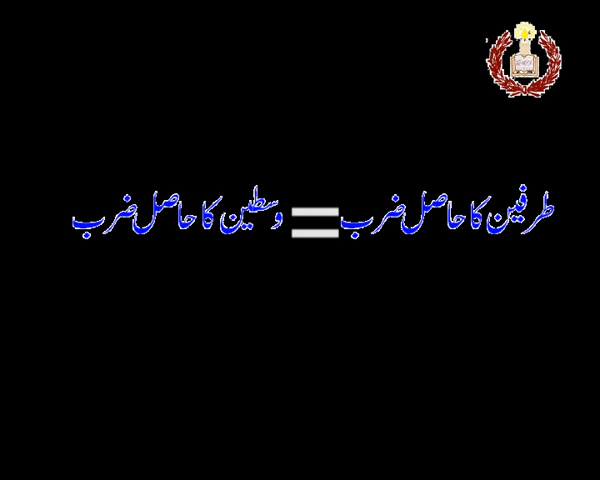 طرفین کا حاصل ضرب = وسطین کا حاصل ضرب